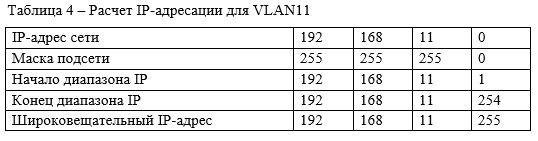 Таблица 4 – Расчет IP-адресации для VLAN11
IP-адрес сети 192 168 11 0
Маска подсети 255 255 255 0
Начало диапазона IP 192 168 11 1
Конец диапазона IP 192 168 11 254
Широковещательный IP-адрес 192 168 11 255